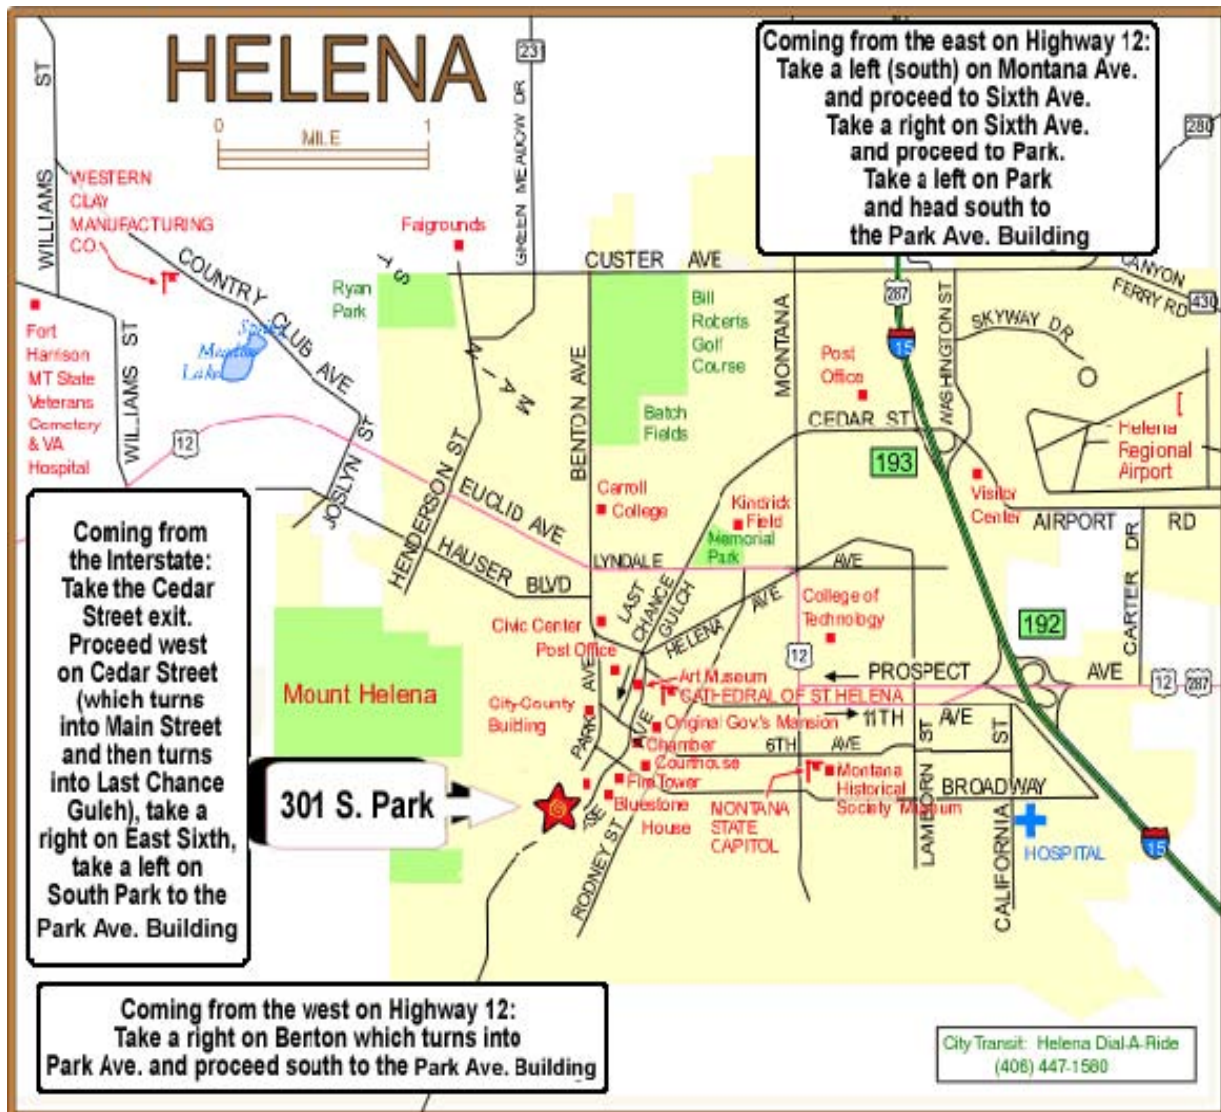 HELENA
0 1
MILE
231
GREEN MEADOW DR
Coming from the east on Highway 12:
Take a left (south) on Montana Ave.
and proceed to Sixth Ave.
Take a right on Sixth Ave.
and proceed to Park.
Take a left on Park
and head south to
the Park Ave. Building
280
WILLIAMS ST
WESTERN
CLAY
MANUFACTURING
CO.
COUNTRY CLUB AVE
Fairgrounds
CUSTER AVE
CANYON
FERRY RD
430
Ryan
Park
MAIN ST
Bill
Roberts
Golf
Course
MONTANA
287
15
WASHINGTON ST
SKYWAY DR
Fort
Harrison
MT State
Veterans
Cemetery
& VA
Hospital
WILLIAMS ST
Spring
Meadow
Lake
12
JOSLYN ST
HENDERSON ST
BENTON AVE
Batch
Fields
Post
Office
CEDAR ST
193
Helena
Regional
Airport
Visitor
Center
AIRPORT RD
EUCLID AVE
HAUSER BLVD
Carroll
College
Kindrick
Field
Memorial
Park
LYNDALE AVE
LAST
CHANCE
GULCH
HELENA AVE
College of
Technology
192
CARTER DR
Coming from
the Interstate:
Take the Cedar
Street exit.
Proceed west
on Cedar Street
(which turns
into Main Street
and then turns
into Last Chance
Gulch), take a
right on East Sixth,
take a left on
South Park to the
Park Ave. Building
Mount Helena
Civic Center
Post Office
City-County
Building
PARK AVE
AVE
Art Museum
CATHEDRAL OF ST HELENA
Original Gov's Mansion
Chamber
Courthouse
Fire Tower
Bluestone
House
12
PROSPECT AVE
12 287
11TH AVE
6TH AVE
BROADWAY
LAMBORN ST
CALIFORNIA ST
Montana
Historical
Society Museum
MONTANA
STATE
CAPITOL
301 S. Park
RODNEY ST
HOSPITAL
15
Coming from the west on Highway 12:
Take a right on Benton which turns into
Park Ave. and proceed south to the Park Ave. Building
City Transit: Helena Dial-A-Ride
(406) 447-1580